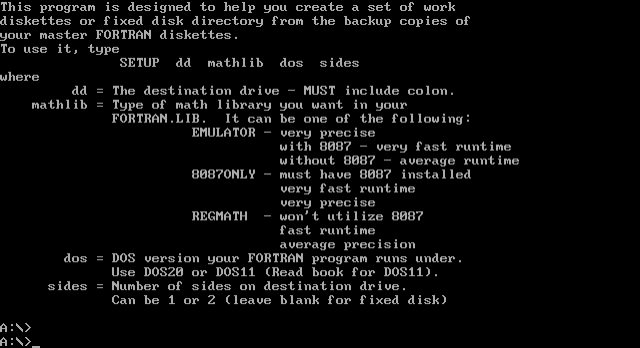 This program is designed to help you create a set of work
diskettes or fixed disk directory from the backup copies of
your master FORTRAN diskettes.
To use it, type
SETUP  dd  mathlib  dos  sides
where
dd = The destination drive - MUST include colon.
mathlib = Type of math library you want in your
FORTRAN.LIB.  It can be one of the following:
EMULATOR - very precise
with 8087 - very fast runtime
without 8087 - average runtime
8087ONLY - must have 8087 installed
very fast runtime
very precise
REGMATH  - won't utilize 8087
fast runtime
average precision
dos = DOS version your FORTRAN program runs under.
Use DOS20 or DOS11 (Read book for DOS11).
sides = Number of sides on destination drive.
Can be 1 or 2 (leave blank for fixed disk)
A:\>
A:\>_